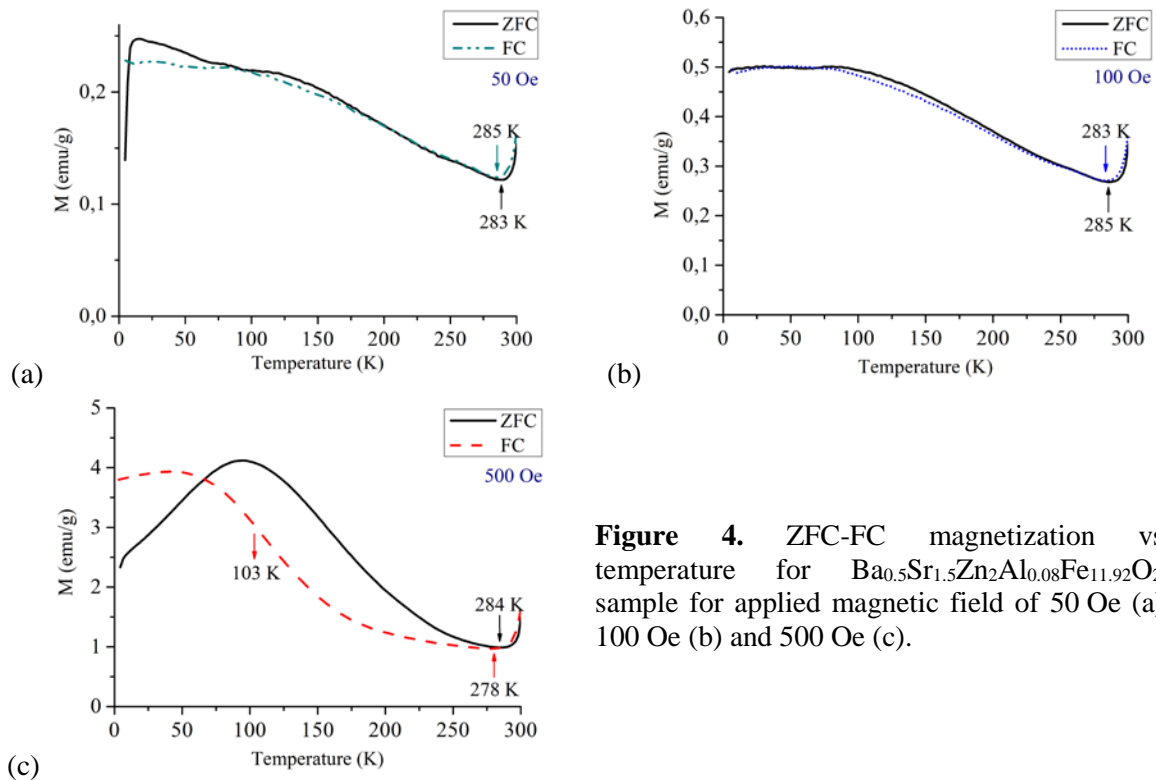 0,2
0,1
0,0
M (emu/g)
ZFC
FC
50 Oe
285 K
283 K
0 50 100 150 200 250 300
Temperature (K)
(a)
0,6
0,5
0,4
0,3
0,2
0,1
0,0
M (emu/g)
ZFC
FC
100 Oe
283 K
285 K
0 50 100 150 200 250 300
Temperature (K)
(b)
5
4
3
2
1
0
M (emu/g)
ZFC
FC
500 Oe
103 K
284 K
278 K
0 50 100 150 200 250 300
Temperature (K)
(c)
Figure 4. ZFC-FC magnetization vs
temperature for Ba0.5Sr1.5Zn2Al0.08Fe11.92O2
sample for applied magnetic field of 50 Oe (a)
100 Oe (b) and 500 Oe (c).